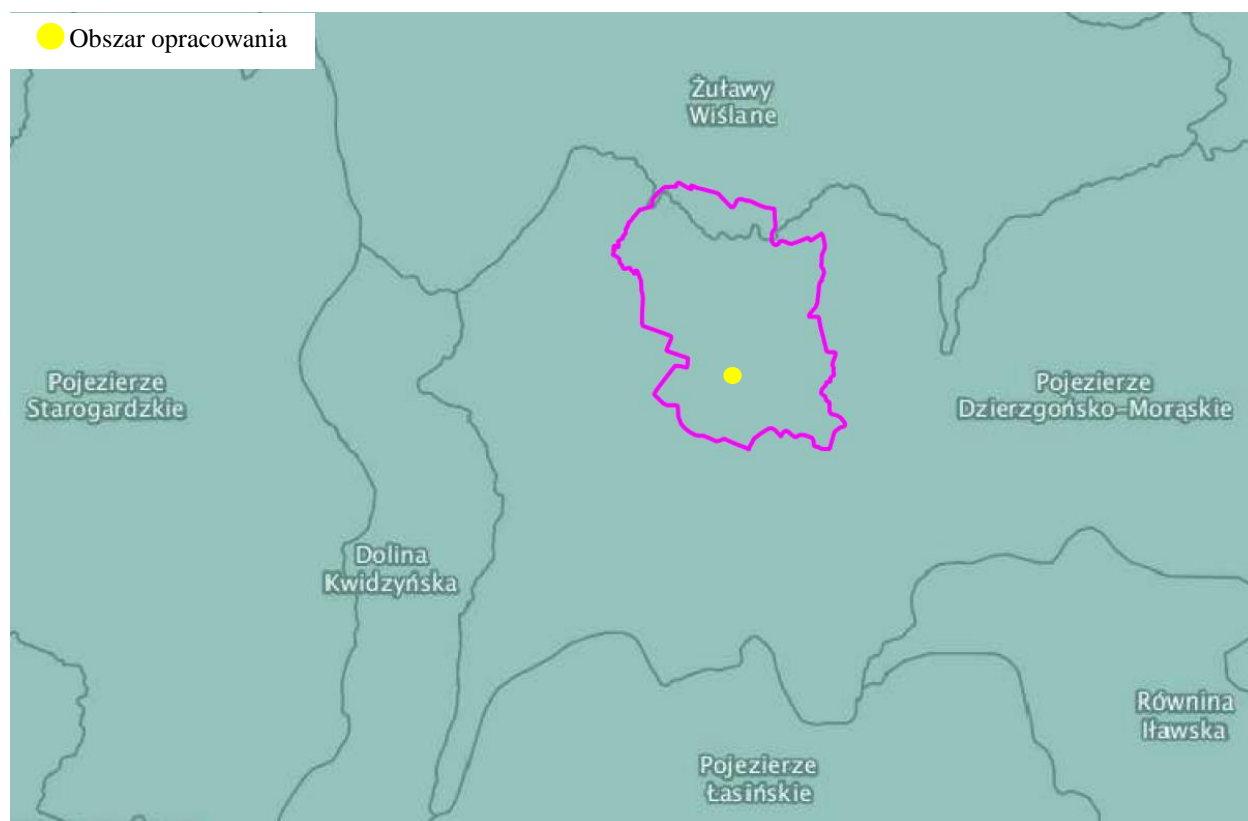 Obszar opracowania
Żuławy
Wiślane
Pojezierze
Starogardzkie
Pojezierze
Dzierzgońsko-Morąskie
Dolina
Kwidzyńska
Równina
Iławska
Pojezierze
Łasińskie